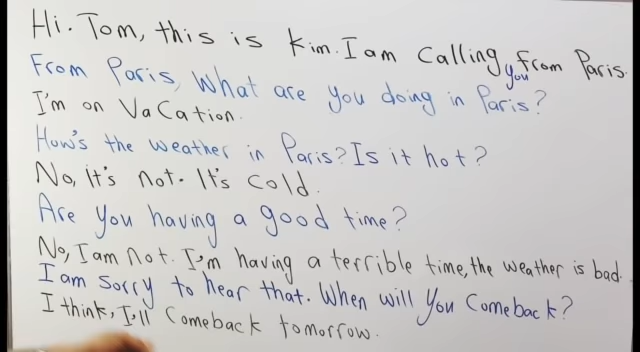 Hi. Tom, this is Kim. I am calling you from Paris.
From Paris, What are you doing in Paris?
I'm on Vacation.
How's the weather in Paris? Is it hot?
No, It's not. It's cold.
Are you having a good time?
No, I am not. I'm having a terrible time, the weather is bad.
I am sorry to hear that. When will you comeback?
I think, I'll comeback tomorrow.